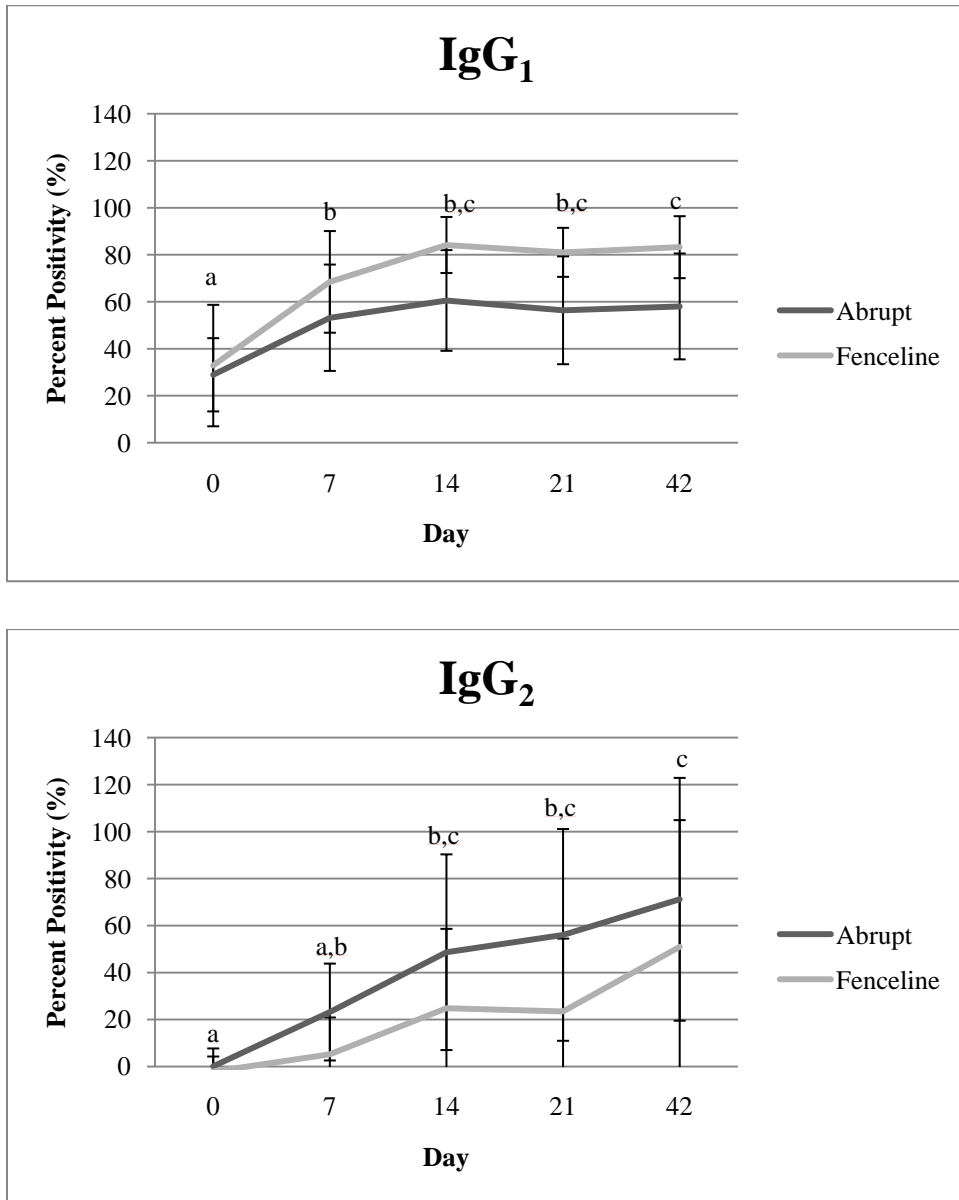 IgG₁
140
120
100
80
60
40
20
0
Percent Positivity (%)
a
b
b,c
b,c
c
0 7 14 21 42
Day
Abrupt
Fenceline
IgG₂
140
120
100
80
60
40
20
0
Percent Positivity (%)
a
a,b
b,c
b,c
c
0 7 14 21 42
Day
Abrupt
Fenceline